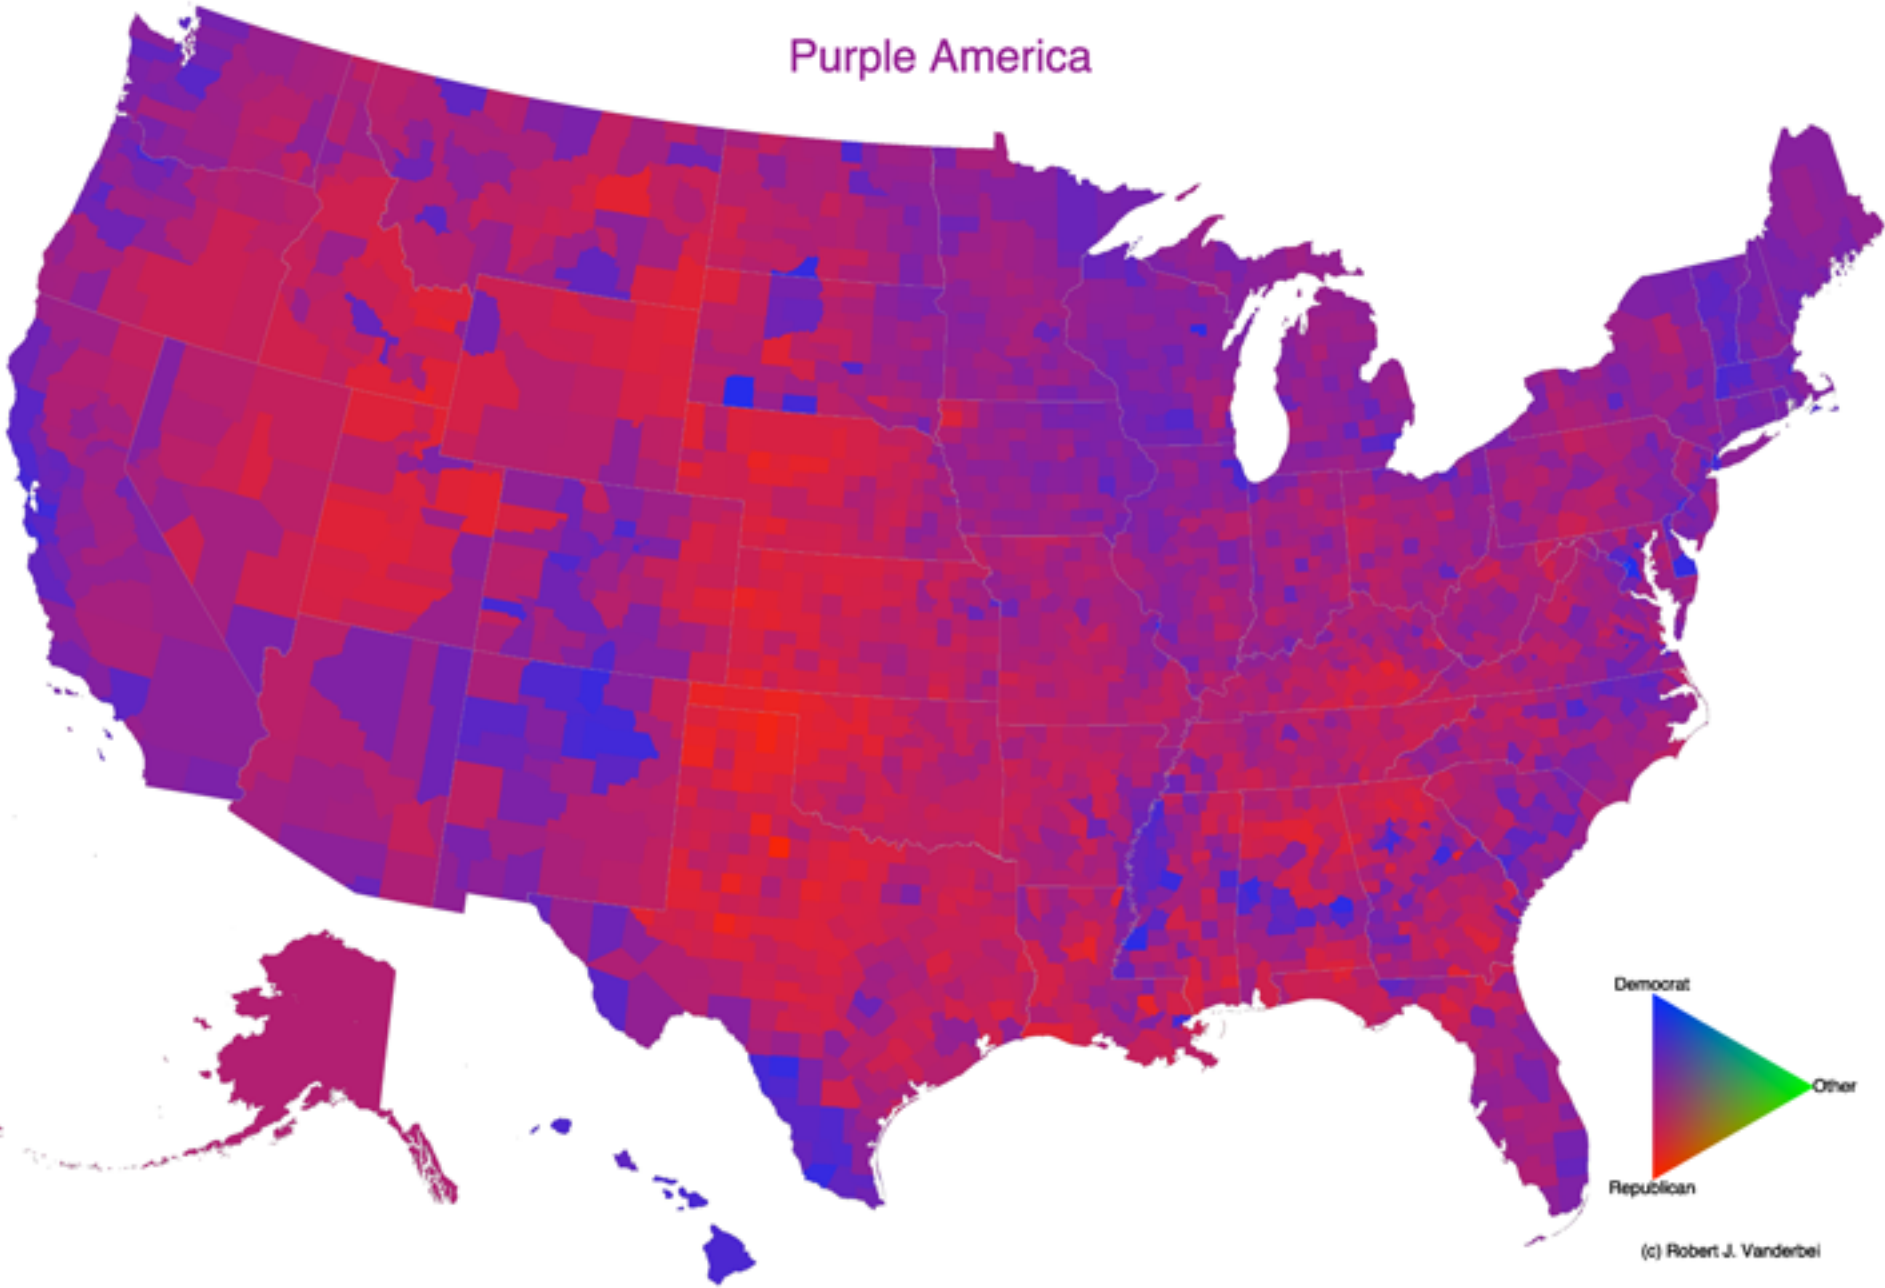 Purple America
Democrat
Other
Republican
(c) Robert J. Vanderbei